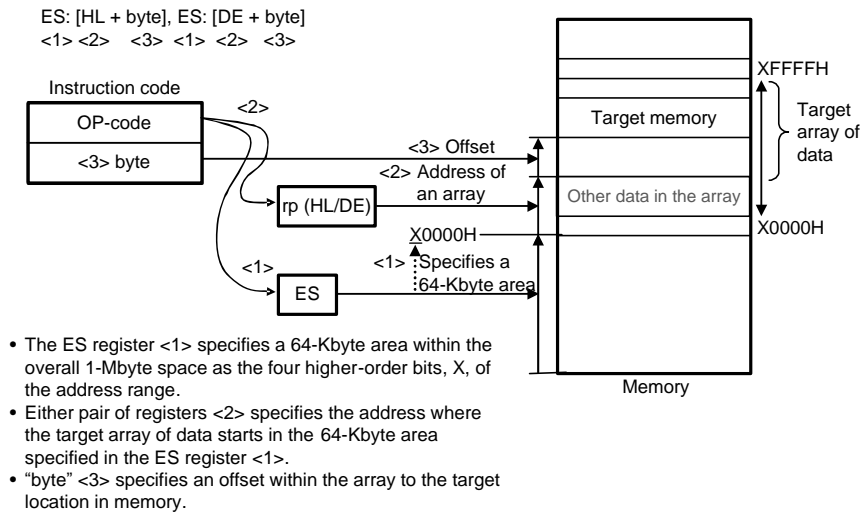 ES: [HL + byte], ES: [DE + byte]
<1> <2> <3> <1> <2> <3>
Instruction code
OP-code
<3> byte
<2>
<1>
rp (HL/DE)
ES
<3> Offset
<2> Address of
an array
X0000H
<1> Specifies a
64-Kbyte area
Target memory
Other data in the array
XFFFFH
Target
array of
data
X0000H
Memory
• The ES register <1> specifies a 64-Kbyte area within the
overall 1-Mbyte space as the four higher-order bits, X, of
the address range.
• Either pair of registers <2> specifies the address where
the target array of data starts in the 64-Kbyte area
specified in the ES register <1>.
• “byte” <3> specifies an offset within the array to the target
location in memory.